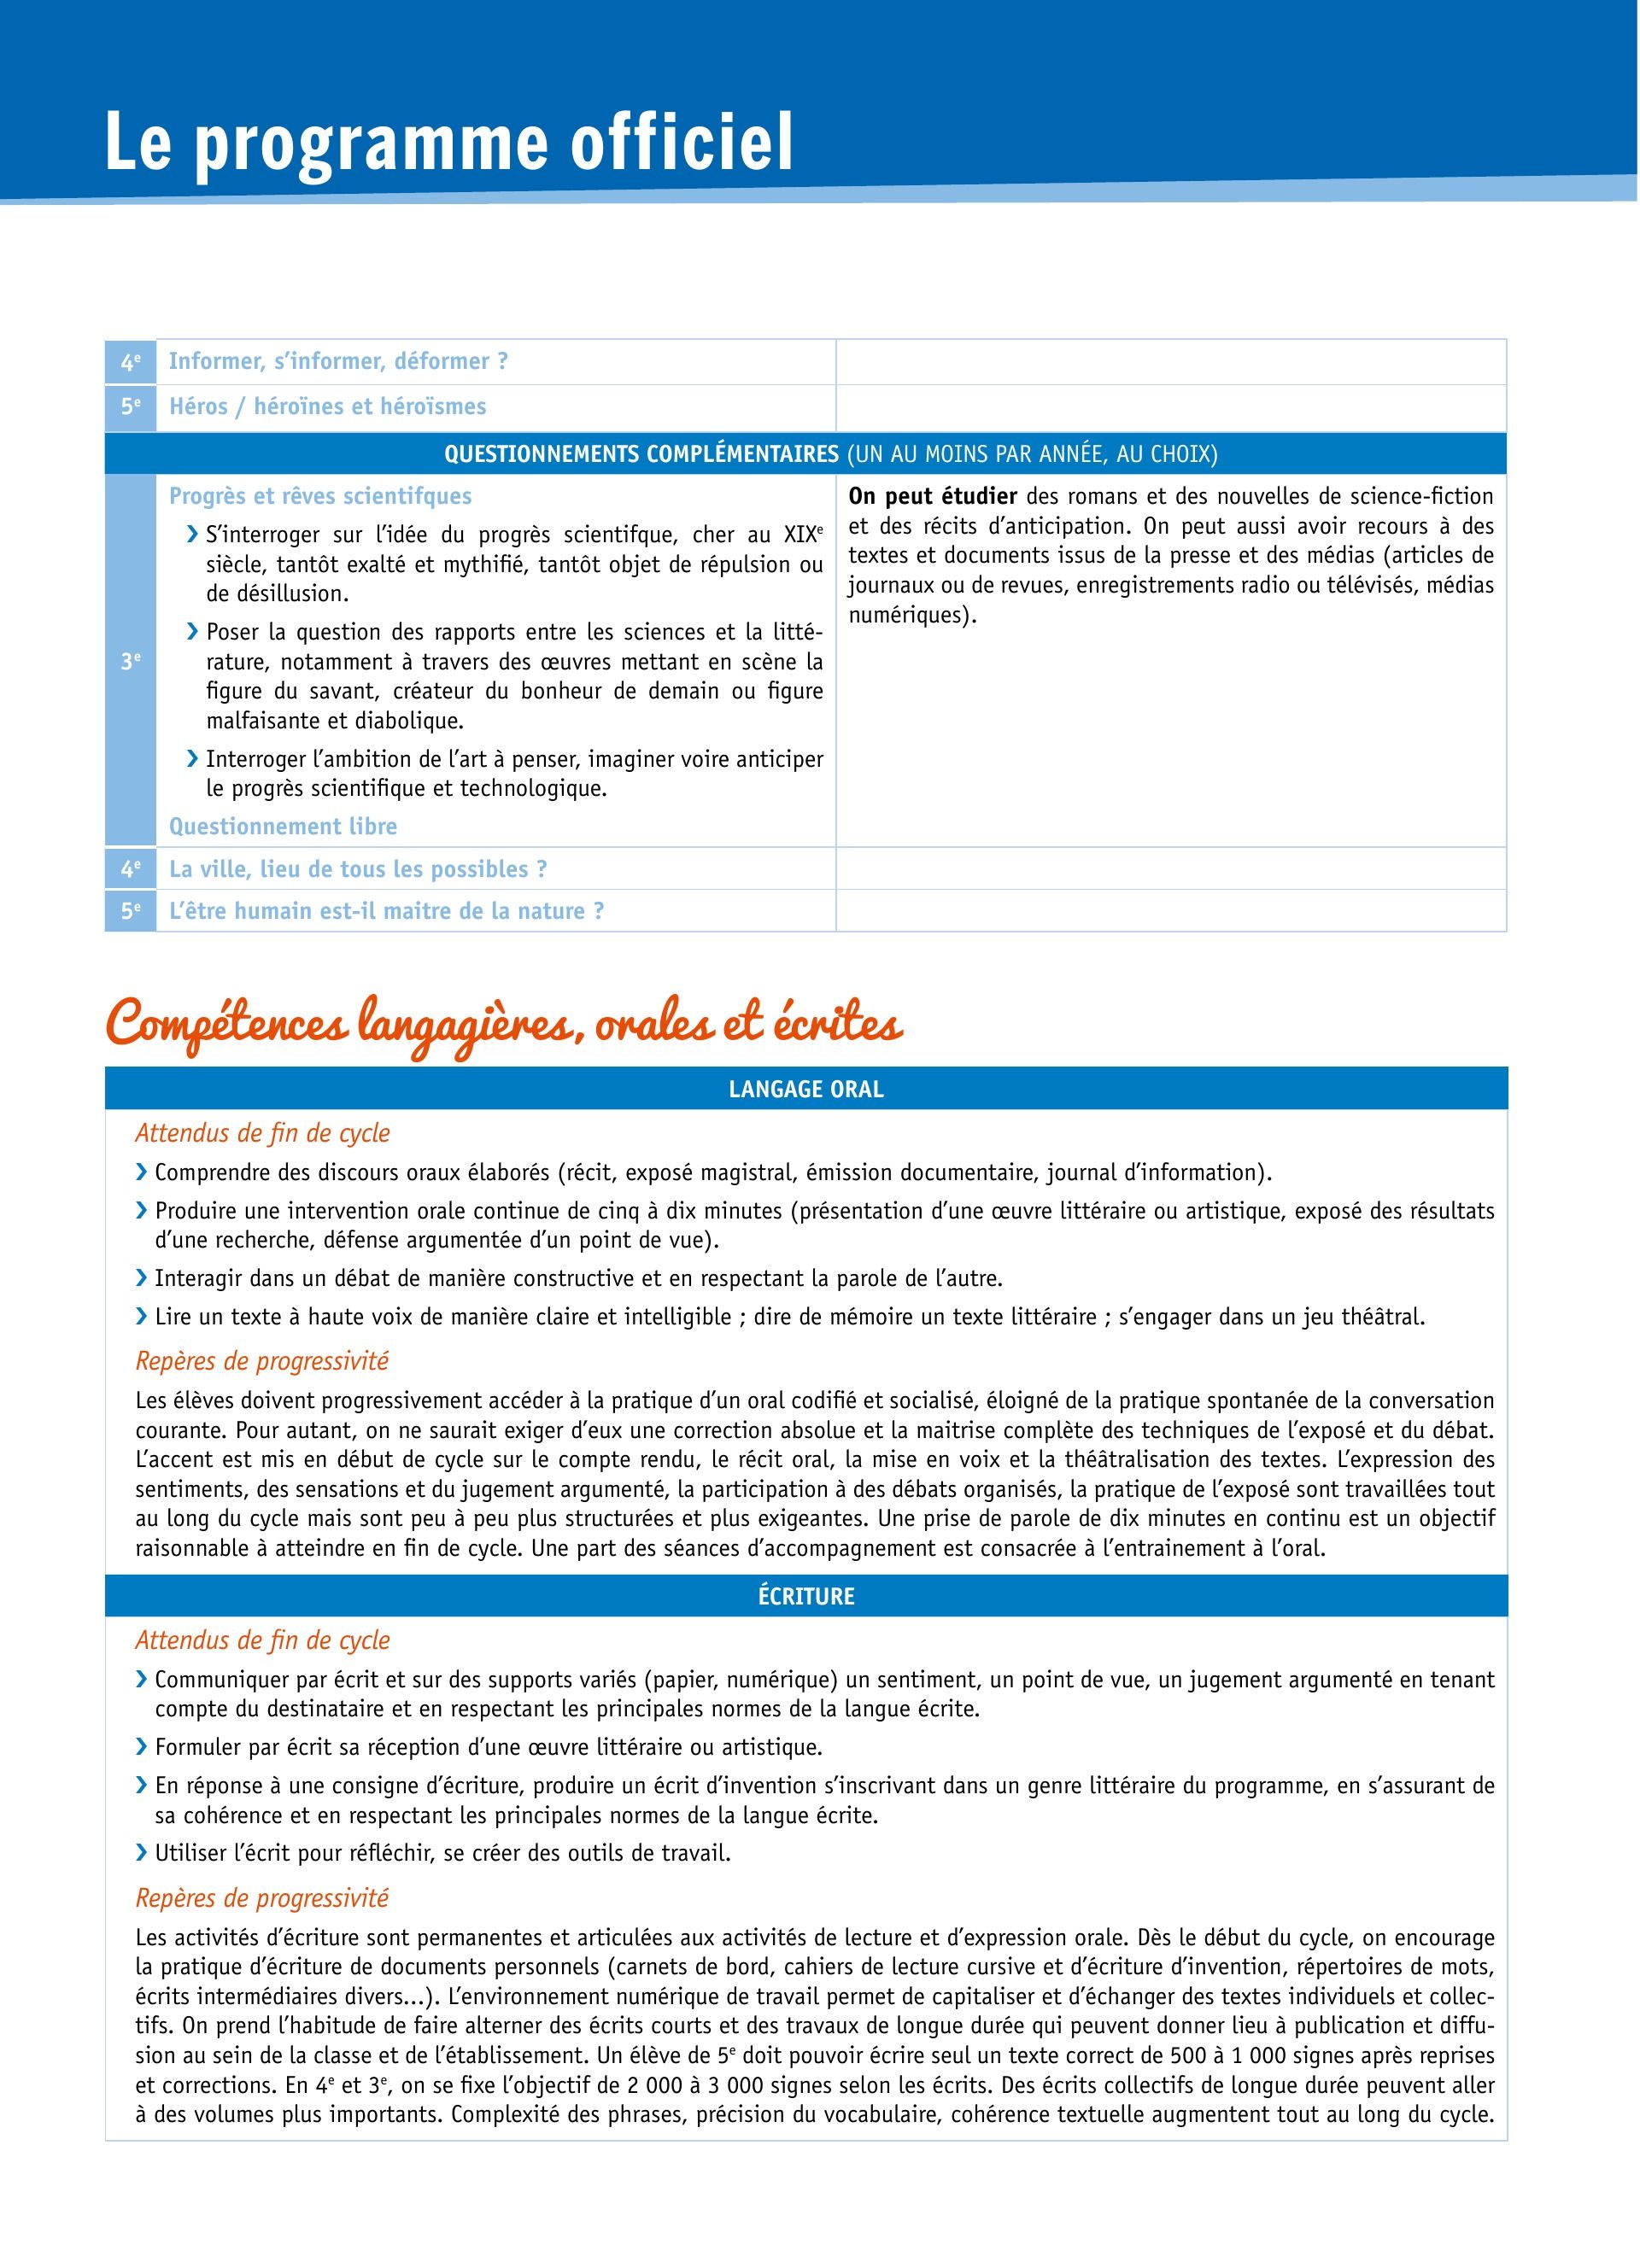 Le programme officiel
4e Informer, s’informer, déformer ?
5e Héros / héroïnes et héroïsmes
QUESTIONNEMENTS COMPLÉMENTAIRES (UN AU MOINS PAR ANNÉE, AU CHOIX)
3e
Progrès et rêves scientifques
❯ S’interroger sur l’idée du progrès scientifque, cher au XIXe
siècle, tantôt exalté et mythifié, tantôt objet de répulsion ou
de désillusion.
❯ Poser la question des rapports entre les sciences et la litté-
rature, notamment à travers des œuvres mettant en scène la
figure du savant, créateur du bonheur de demain ou figure
malfaisante et diabolique.
❯ Interroger l’ambition de l’art à penser, imaginer voire anticiper
le progrès scientifique et technologique.
Questionnement libre
On peut étudier des romans et des nouvelles de science-fiction
et des récits d’anticipation. On peut aussi avoir recours à des
textes et documents issus de la presse et des médias (articles de
journaux ou de revues, enregistrements radio ou télévisés, médias
numériques).
4e La ville, lieu de tous les possibles ?
5e L’être humain est-il maitre de la nature ?
Compétences langagières, orales et écrites
LANGAGE ORAL
Attendus de fin de cycle
❯ Comprendre des discours oraux élaborés (récit, exposé magistral, émission documentaire, journal d’information).
❯ Produire une intervention orale continue de cinq à dix minutes (présentation d’une œuvre littéraire ou artistique, exposé des résultats
d’une recherche, défense argumentée d’un point de vue).
❯ Interagir dans un débat de manière constructive et en respectant la parole de l’autre.
❯ Lire un texte à haute voix de manière claire et intelligible ; dire de mémoire un texte littéraire ; s’engager dans un jeu théâtral.
Repères de progressivité
Les élèves doivent progressivement accéder à la pratique d’un oral codifié et socialisé, éloigné de la pratique spontanée de la conversation
courante. Pour autant, on ne saurait exiger d’eux une correction absolue et la maitrise complète des techniques de l’exposé et du débat.
L’accent est mis en début de cycle sur le compte rendu, le récit oral, la mise en voix et la théâtralisation des textes. L’expression des
sentiments, des sensations et du jugement argumenté, la participation à des débats organisés, la pratique de l’exposé sont travaillées tout
au long du cycle mais sont peu à peu plus structurées et plus exigeantes. Une prise de parole de dix minutes en continu est un objectif
raisonnable à atteindre en fin de cycle. Une part des séances d’accompagnement est consacrée à l’entrainement à l’oral.
ÉCRITURE
Attendus de fin de cycle
❯ Communiquer par écrit et sur des supports variés (papier, numérique) un sentiment, un point de vue, un jugement argumenté en tenant
compte du destinataire et en respectant les principales normes de la langue écrite.
❯ Formuler par écrit sa réception d’une œuvre littéraire ou artistique.
❯ En réponse à une consigne d’écriture, produire un écrit d’invention s’inscrivant dans un genre littéraire du programme, en s’assurant de
sa cohérence et en respectant les principales normes de la langue écrite.
❯ Utiliser l’écrit pour réfléchir, se créer des outils de travail.
Repères de progressivité
Les activités d’écriture sont permanentes et articulées aux activités de lecture et d’expression orale. Dès le début du cycle, on encourage
la pratique d’écriture de documents personnels (carnets de bord, cahiers de lecture cursive et d’écriture d’invention, répertoires de mots,
écrits intermédiaires divers…). L’environnement numérique de travail permet de capitaliser et d’échanger des textes individuels et collec-
tifs. On prend l’habitude de faire alterner des écrits courts et des travaux de longue durée qui peuvent donner lieu à publication et diffu-
sion au sein de la classe et de l’établissement. Un élève de 5e doit pouvoir écrire seul un texte correct de 500 à 1 000 signes après reprises
et corrections. En 4e et 3e, on se fixe l’objectif de 2 000 à 3 000 signes selon les écrits. Des écrits collectifs de longue durée peuvent aller
à des volumes plus importants. Complexité des phrases, précision du vocabulaire, cohérence textuelle augmentent tout au long du cycle.